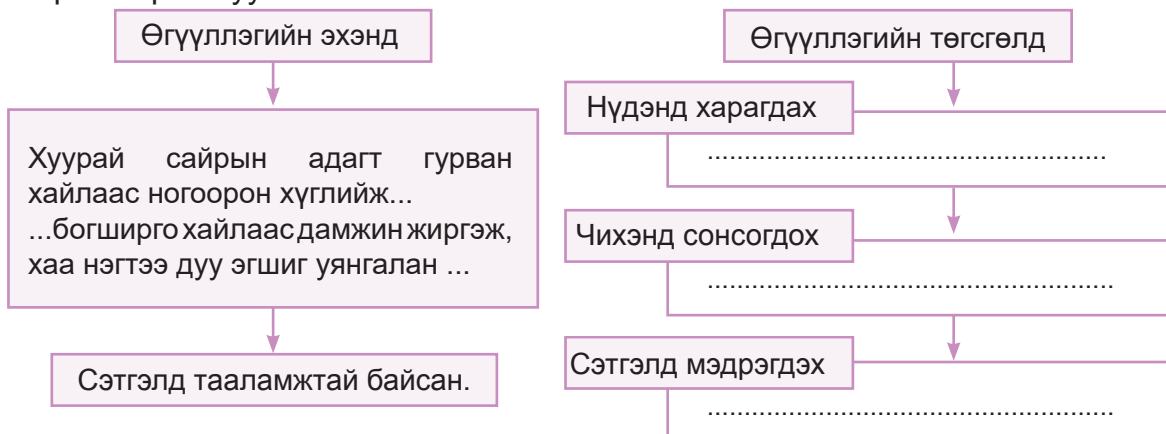 Өгүүллэгийн эхэнд
Хуурай сайрын адагт гурван
хайлаас ногоорон хүглийж...
...богширго хайлаас дамжин жиргэж,
хаа нэгтээ дуу эгшиг уянгалан ...
Сэтгэлд тааламжтай байсан.
Өгүүллэгийн төгсгөлд
Нүдэнд харагдах
......................................................
Чихэнд сонсогдох
.......................................................
Сэтгэлд мэдрэгдэх
.......................................................